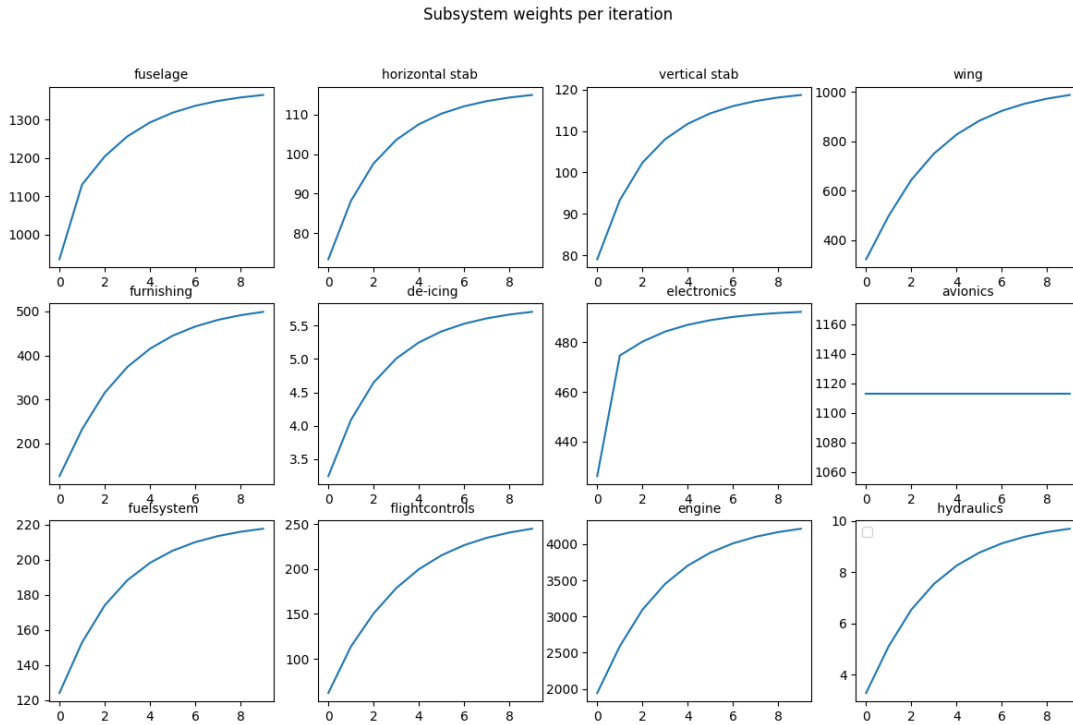 Subsystem weights per iteration
fuselage
1300
1200
1100
1000
0 2 4 6 8
horizontal stab
110
100
90
80
0 2 4 6 8
vertical stab
120
110
100
90
80
0 2 4 6 8
wing
1000
800
600
400
0 2 4 6 8
furnishing
500
400
300
200
0 2 4 6 8
de-icing
5.5
5.0
4.5
4.0
3.5
0 2 4 6 8
electronics
480
460
440
0 2 4 6 8
avionics
1160
1140
1120
1100
1080
1060
0 2 4 6 8
fuelsystem
220
200
180
160
140
120
0 2 4 6 8
flightcontrols
250
200
150
100
0 2 4 6 8
engine
4000
3500
3000
2500
2000
0 2 4 6 8
hydraulics
10
8
6
4
0 2 4 6 8